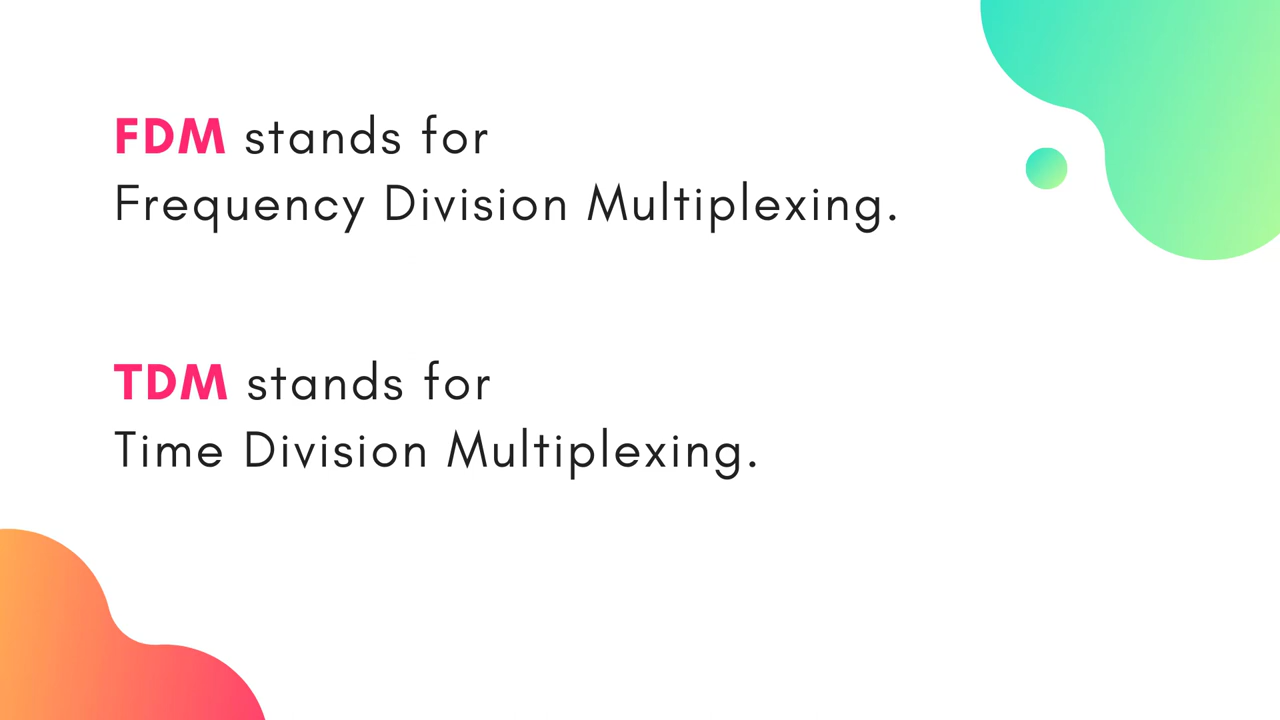 FDM stands for
Frequency Division Multiplexing.
TDM stands for
Time Division Multiplexing.